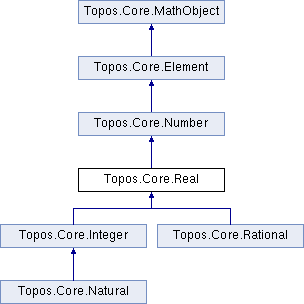 Topos.Core.MathObject
Topos.Core.Element
Topos.Core.Number
Topos.Core.Real
Topos.Core.Integer
Topos.Core.Rational
Topos.Core.Natural